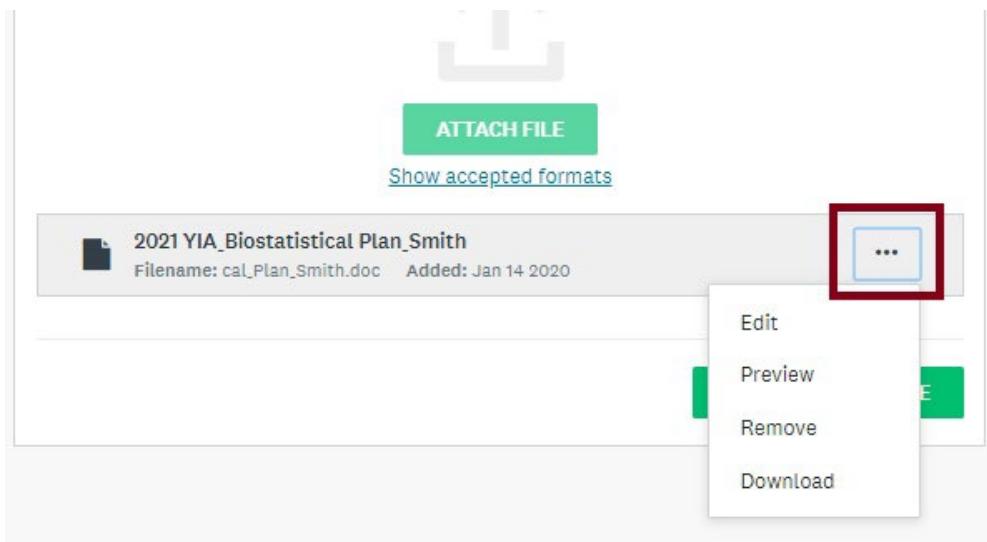 ATTACH FILE
Show accepted formats
2021 YIA_Biostatistical Plan_Smith
Filename: cal_Plan_Smith.doc Added: Jan 14 2020
...
Edit
Preview
Remove
Download